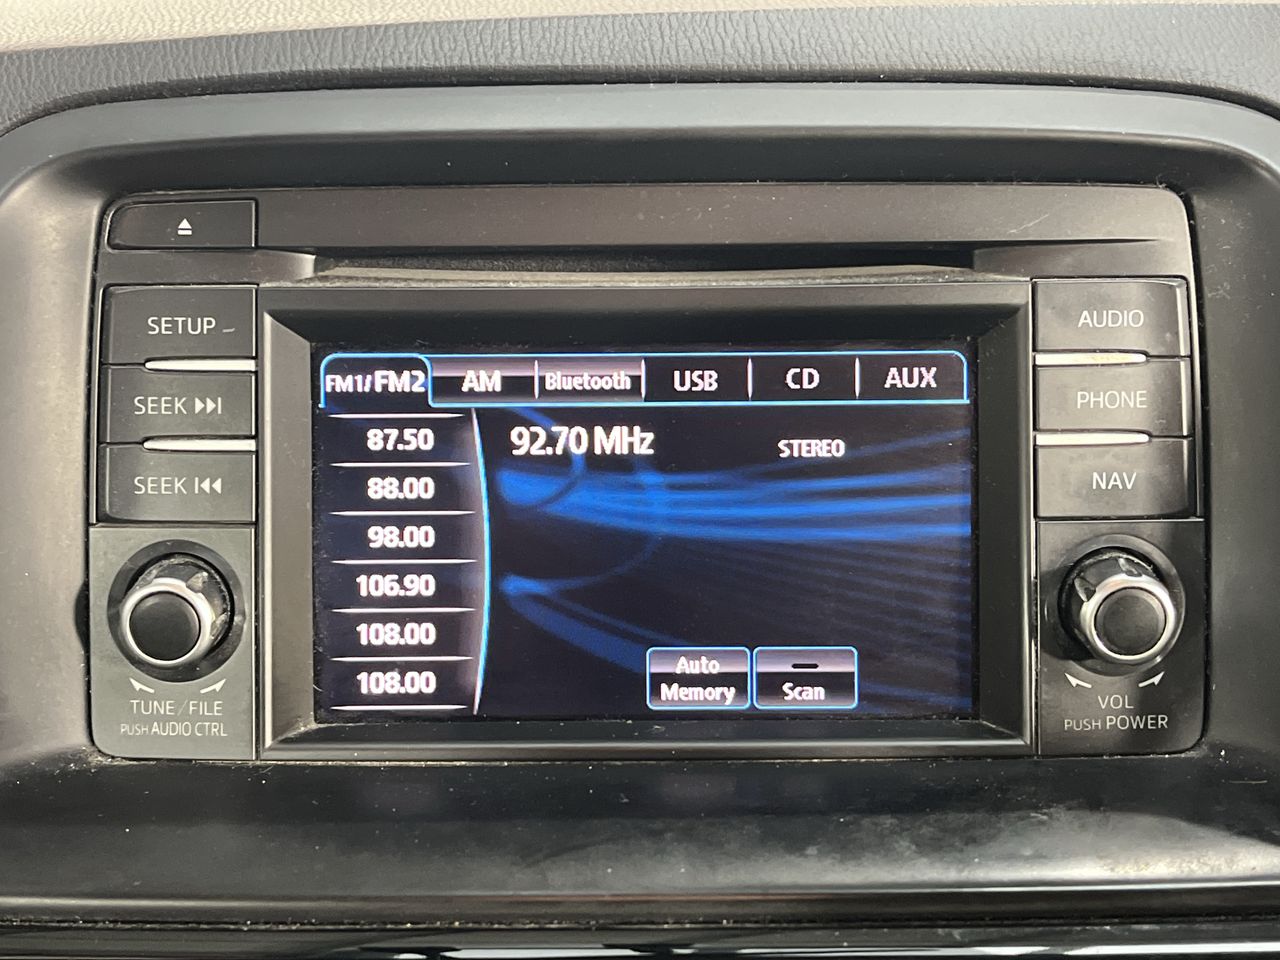 SETUP
SEEK
SEEK
TUNE / FILE
PUSH AUDIO CTRL
FM1/FM2 AM Bluetooth USB CD AUX
87.50
88.00
98.00
106.90
108.00
108.00
92.70 MHz STEREO
Auto
Memory
Scan
AUDIO
PHONE
NAV
VOL
PUSH POWER